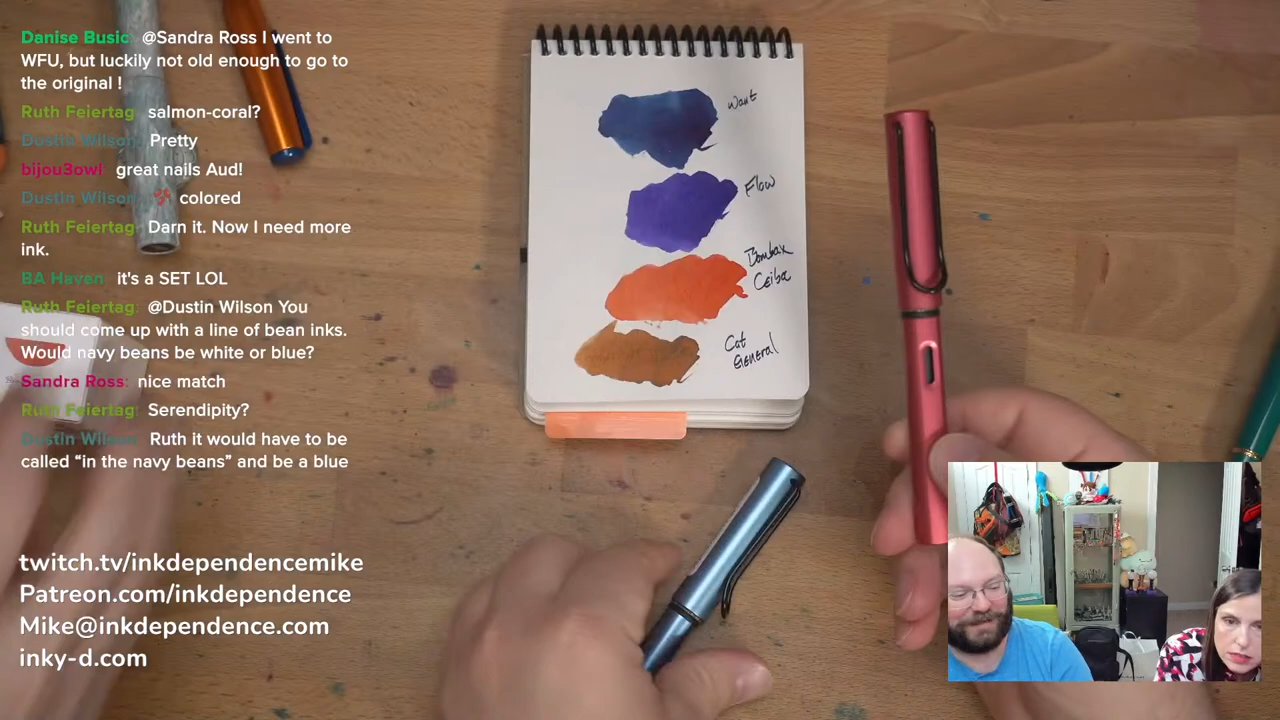 Danise Busic @Sandra Ross I went to
WFU, but luckily not old enough to go to
the original !
Ruth Feiertag: salmon-coral?
Dustin Wilson: Pretty
bijou3owl great nails Aud!
Dustin Wilson: colored
Ruth Feiertag: Darn it. Now I need more
ink.
BA Haven: it's a SET LOL
Ruth Feiertag: @Dustin Wilson You
should come up with a line of bean inks.
Would navy beans be white or blue?
Sandra Ross: nice match
Ruth Feiertag: Serendipity?
Dustin Wilson: Ruth it would have to be
called “in the navy beans” and be a blue
twitch.tv/inkdependencemike
Patreon.com/inkdependence
Mike@inkdependence.com
inky-d.com
Want
Flow
Bombax
Ceiba
Cat
General